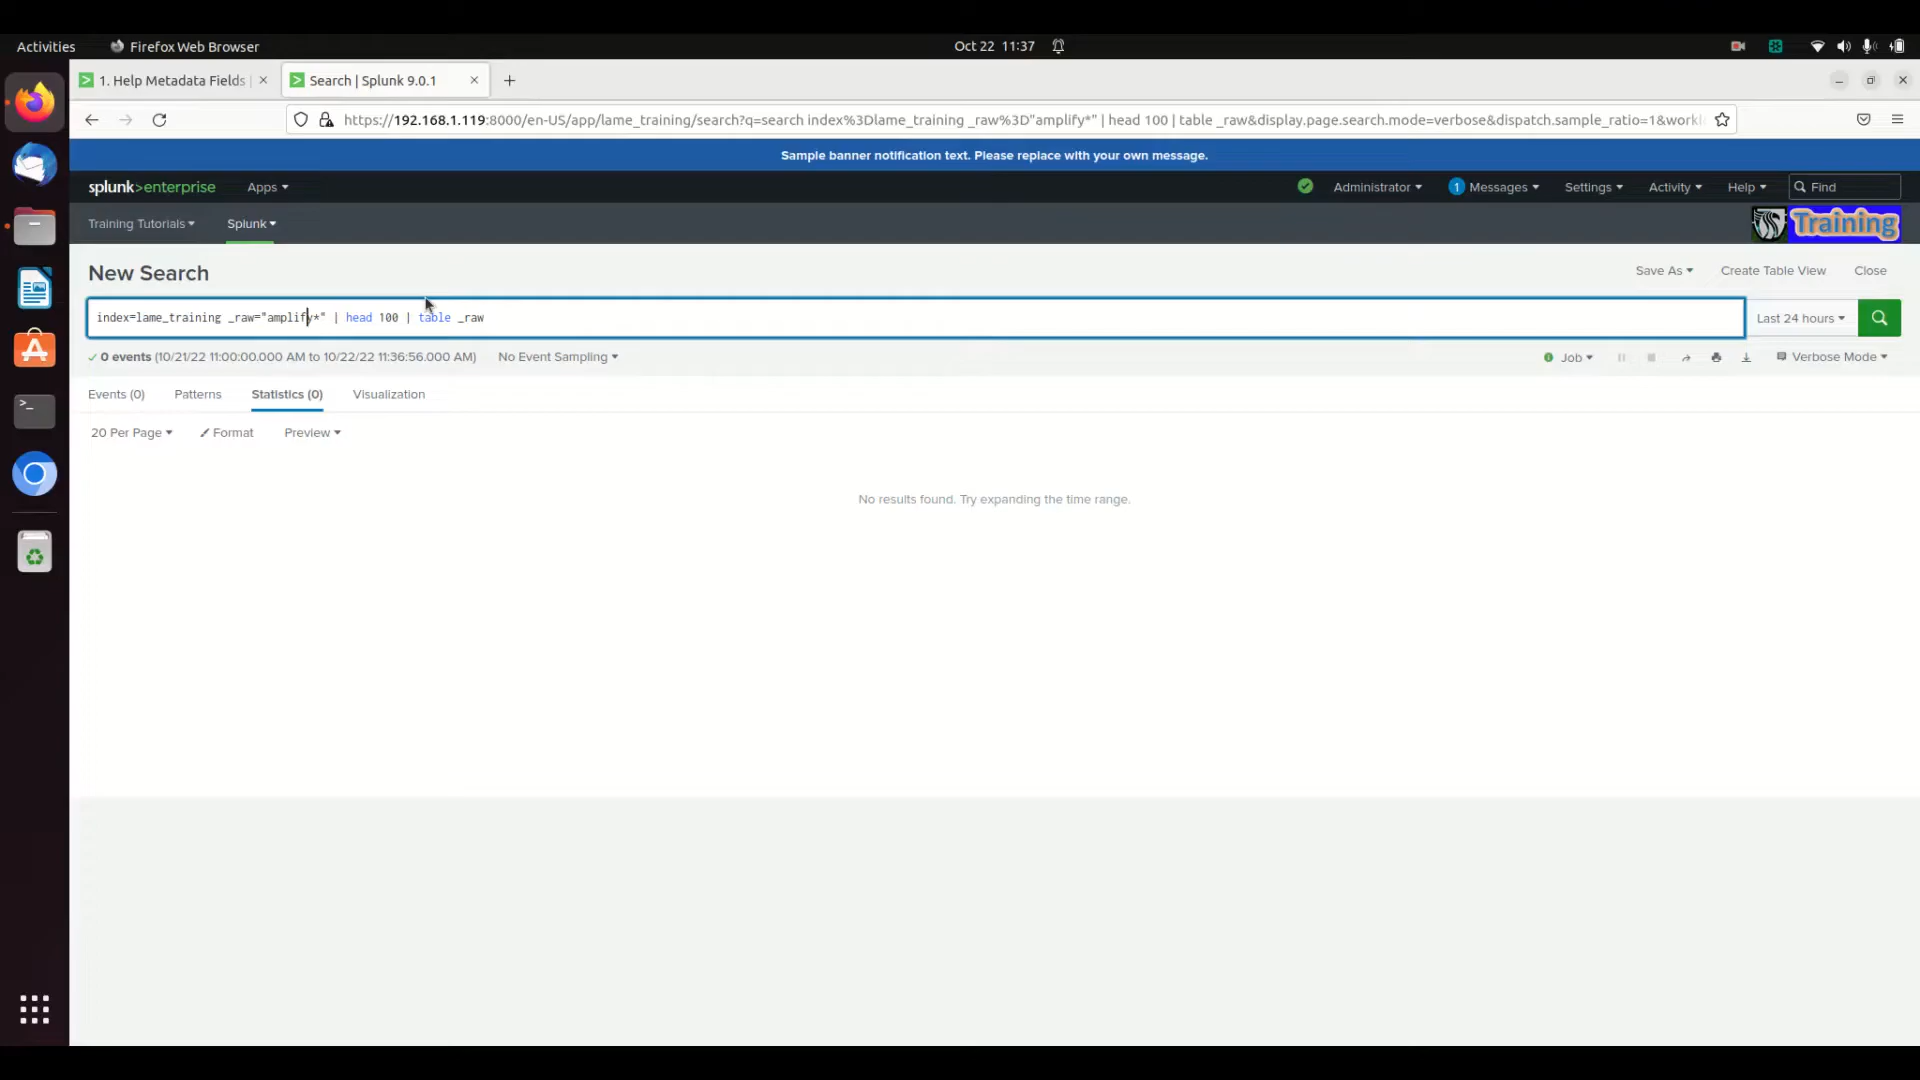 Activities Firefox Web Browser Oct 22 11:37
1. Help Metadata Fields Search | Splunk 9.0.1
https://192.168.1.119:8000/en-US/app/lame_training/search?q=search index%3Dlame_training _raw%3D"amplify*" | head 100 | table _raw&display.page.search.mode=verbose&dispatch.sample_ratio=1&workl
Sample banner notification text. Please replace with your own message.
splunk>enterprise Apps Administrator 1 Messages Settings Activity Help Find
Training Tutorials Splunk Training
New Search Save As Create Table View Close
index=lame_training _raw="amplify*" | head 100 | table _raw Last 24 hours
✓ 0 events (10/21/22 11:00:00.000 AM to 10/22/22 11:36:56.000 AM) No Event Sampling Job Verbose Mode
Events (0) Patterns Statistics (0) Visualization
20 Per Page Format Preview
No results found. Try expanding the time range.